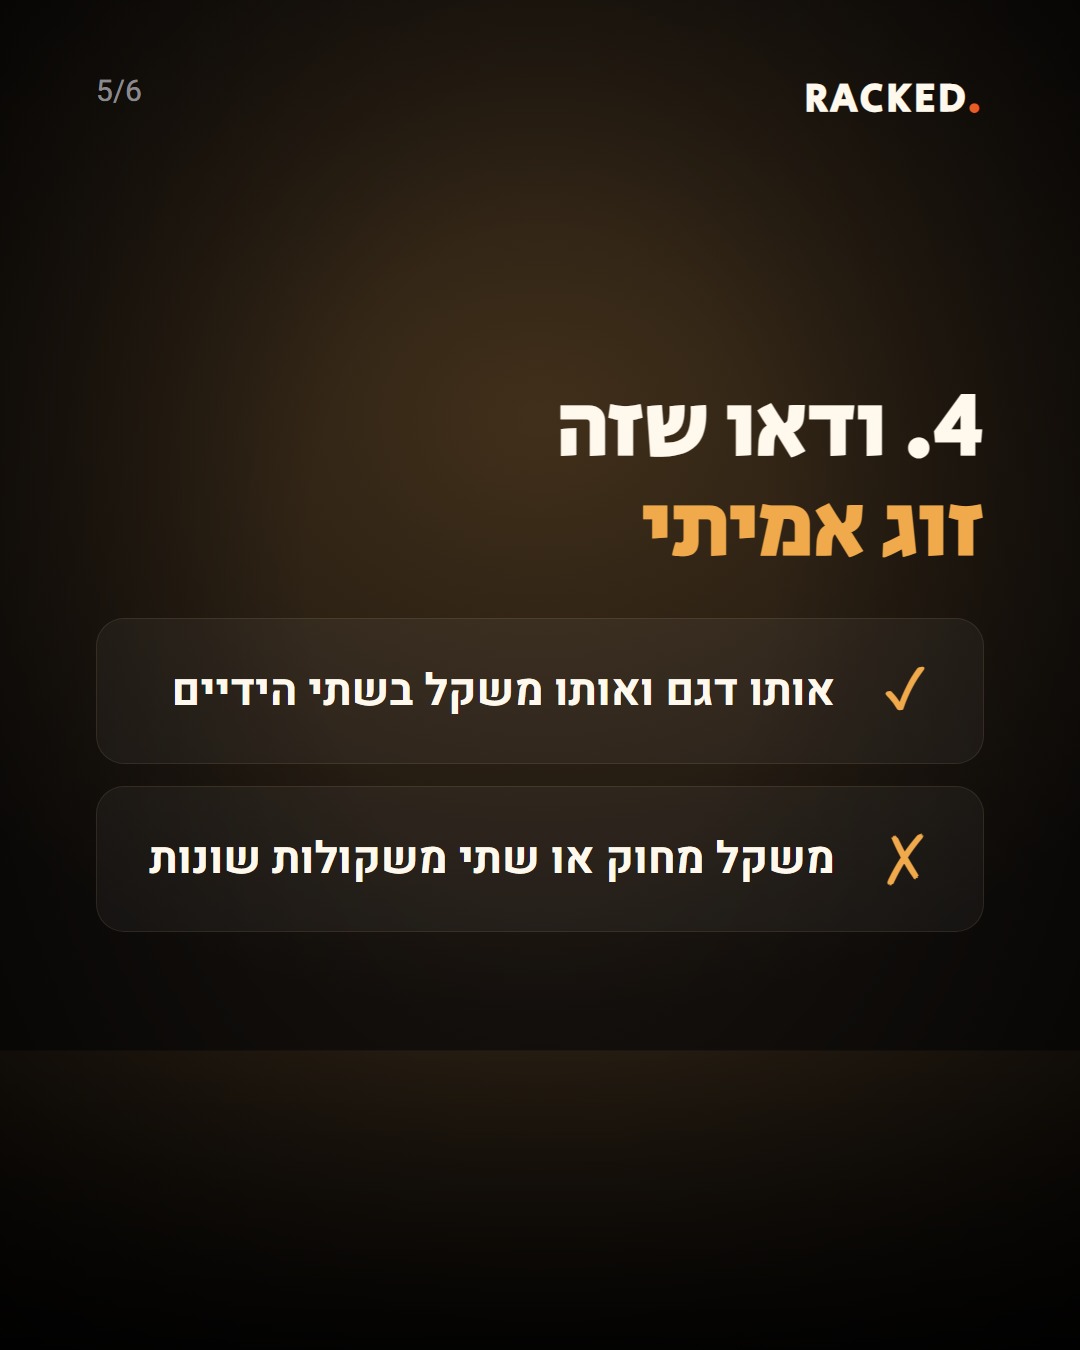 5/6
RACKED.
4. ודאו שזה
זוג אמיתי
✓ אותו דגם ואותו משקל בשתי הידיים
✗ משקל מחוק או שתי משקולות שונות